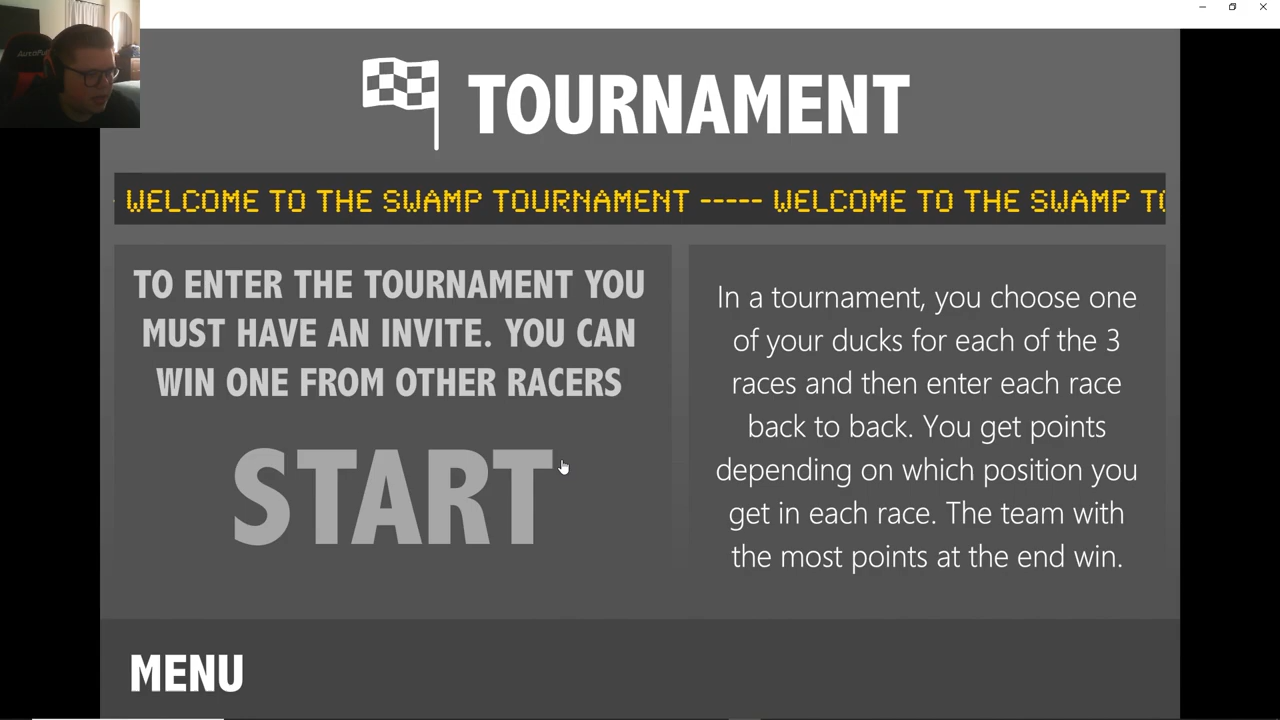 TOURNAMENT
WELCOME TO THE SWAMP TOURNAMENT ----- WELCOME TO THE SWAMP
TO ENTER THE TOURNAMENT YOU
MUST HAVE AN INVITE. YOU CAN
WIN ONE FROM OTHER RACERS
START
In a tournament, you choose one
of your ducks for each of the 3
races and then enter each race
back to back. You get points
depending on which position you
get in each race. The team with
the most points at the end win.
MENU